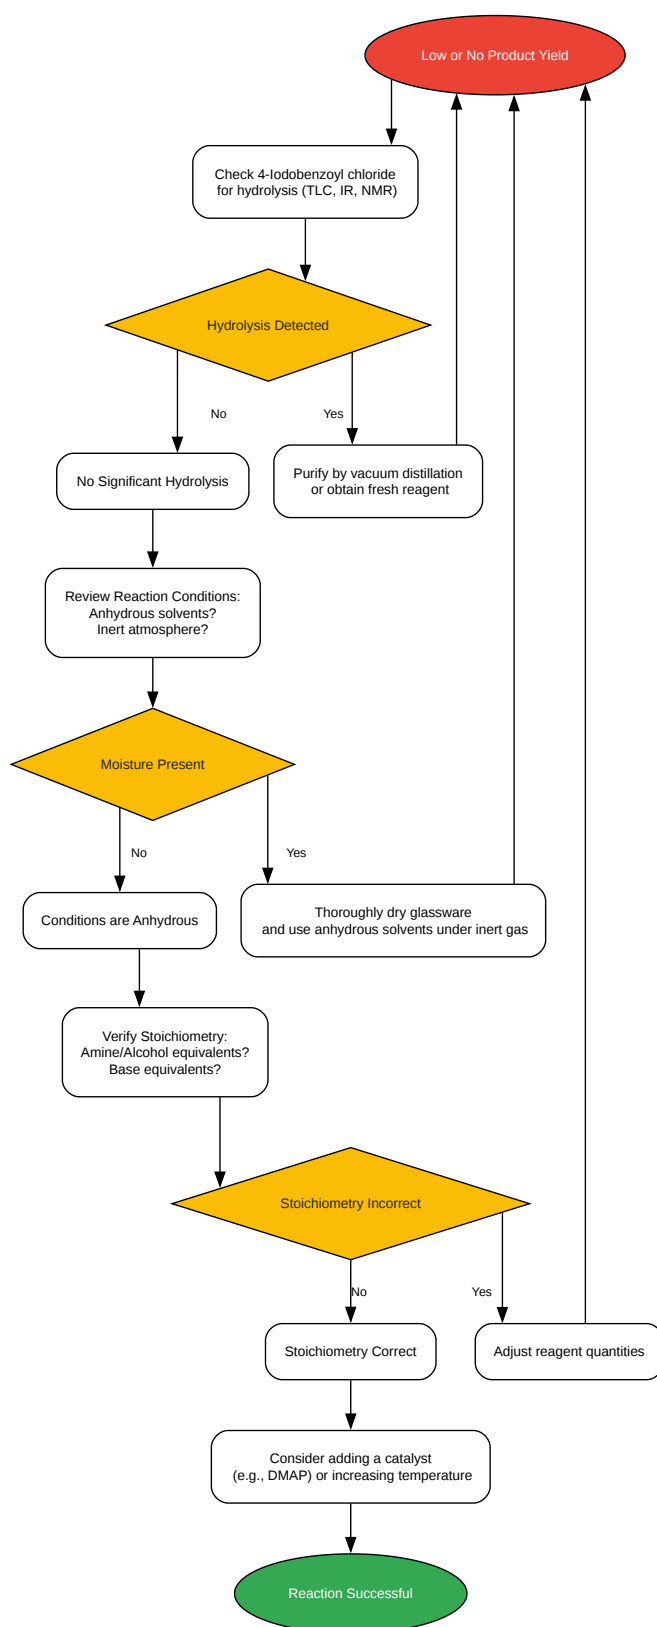 Low or No Product Yield
Check 4-Iodobenzoyl chloride
for hydrolysis (TLC, IR, NMR)
Hydrolysis Detected
No
Yes
No Significant Hydrolysis
Purify by vacuum distillation
or obtain fresh reagent
Review Reaction Conditions:
Anhydrous solvents?
Inert atmosphere?
Moisture Present
No
Yes
Conditions are Anhydrous
Thoroughly dry glassware
and use anhydrous solvents under inert gas
Verify Stoichiometry:
Amine/Alcohol equivalents?
Base equivalents?
Stoichiometry Incorrect
No
Yes
Stoichiometry Correct
Adjust reagent quantities
Consider adding a catalyst
(e.g., DMAP) or increasing temperature
Reaction Successful